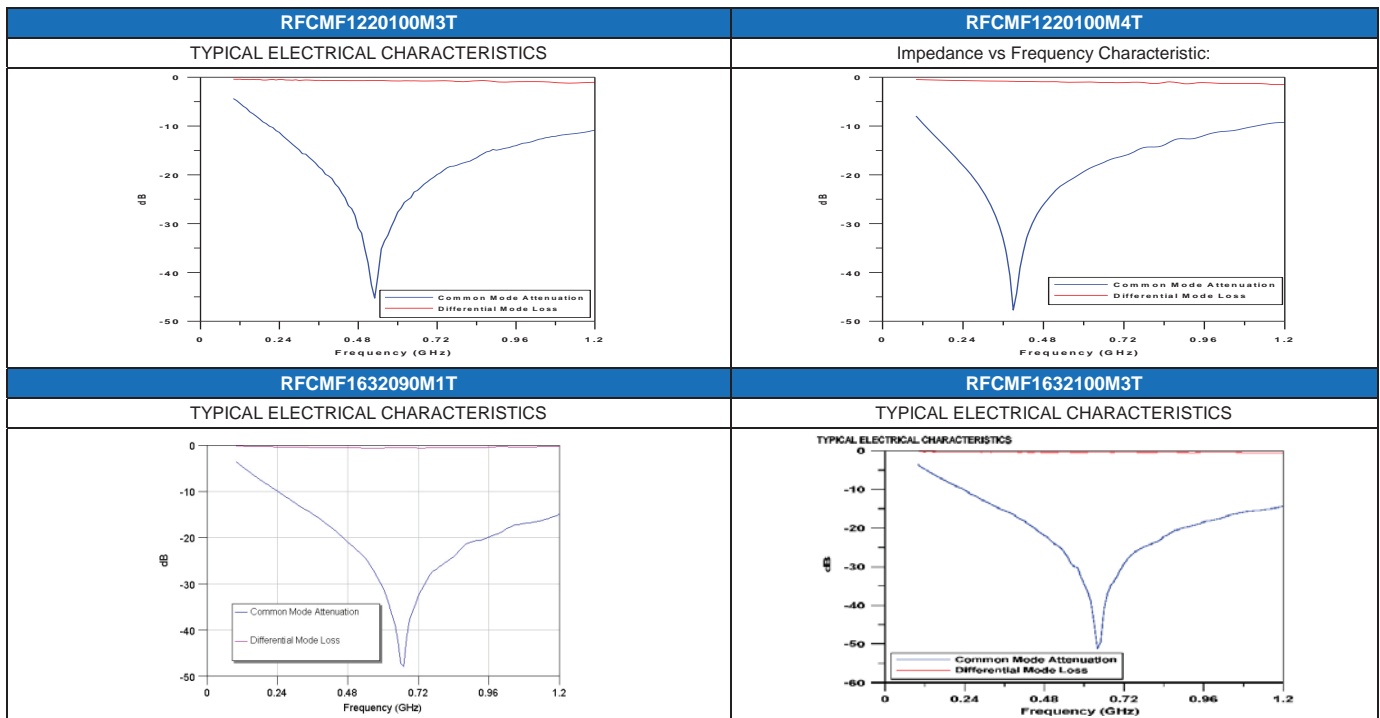 RFCMF1220100M3T
RFCMF1220100M4T
TYPICAL ELECTRICAL CHARACTERISTICS
Impedance vs Frequency Characteristic:
0
-10
-20
-30
-40
-50
dB
Common Mode Attenuation
Differential Mode Loss
0 0.24 0.48 0.72 0.96 1.2
Frequency (GHz)
0
-10
-20
-30
-40
-50
dB
Common Mode Attenuation
Differential Mode Loss
0 0.24 0.48 0.72 0.96 1.2
Frequency (GHz)
RFCMF1632090M1T
RFCMF1632100M3T
TYPICAL ELECTRICAL CHARACTERISTICS
TYPICAL ELECTRICAL CHARACTERISTICS
0
-10
-20
-30
-40
-50
dB
Common Mode Attenuation
Differential Mode Loss
0 0.24 0.48 0.72 0.96 1.2
Frequency (GHz)
TYPICAL ELECTRICAL CHARACTERISTICS
0
-10
-20
-30
-40
-50
-60
dB
Common Mode Attenuation
Differential Mode Loss
0 0.24 0.48 0.72 0.96 1.2
Frequency (GHz)